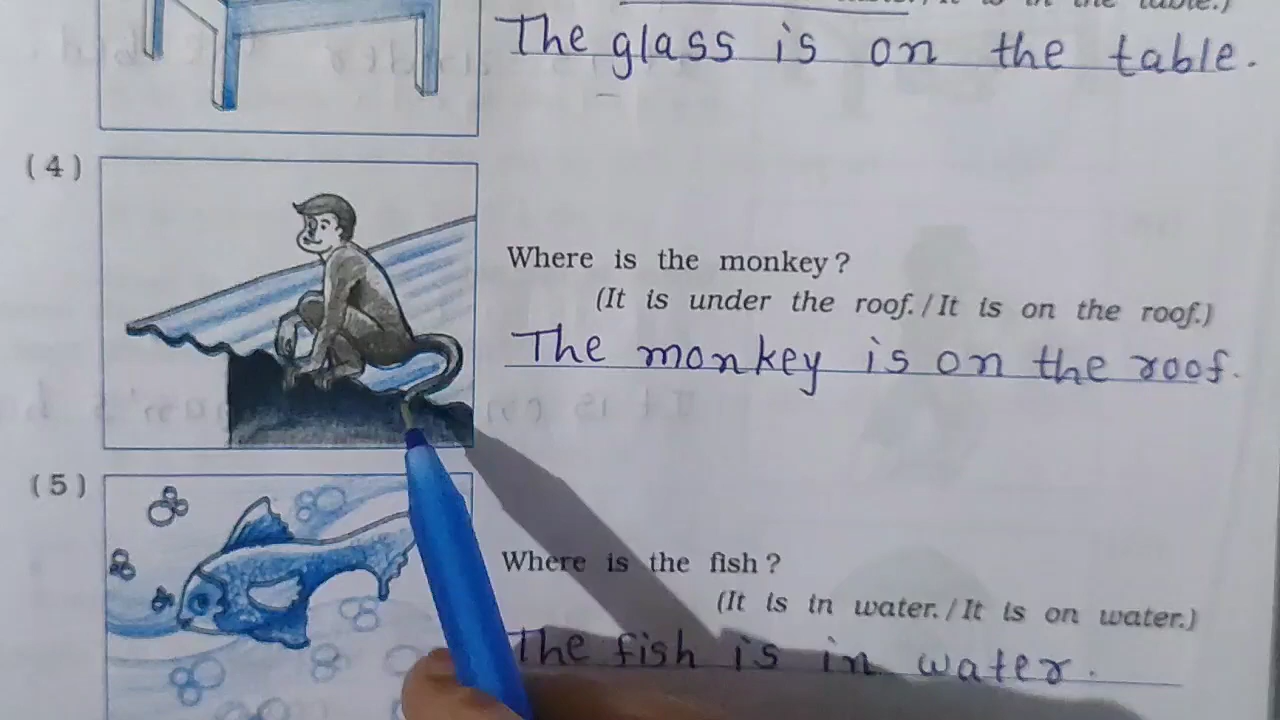 The glass is on the table.
(4)
Where is the monkey?
(It is under the roof./It is on the roof.)
The monkey is on the roof.
(5)
Where is the fish?
(It is in water./It is on water.)
The fish is in water.